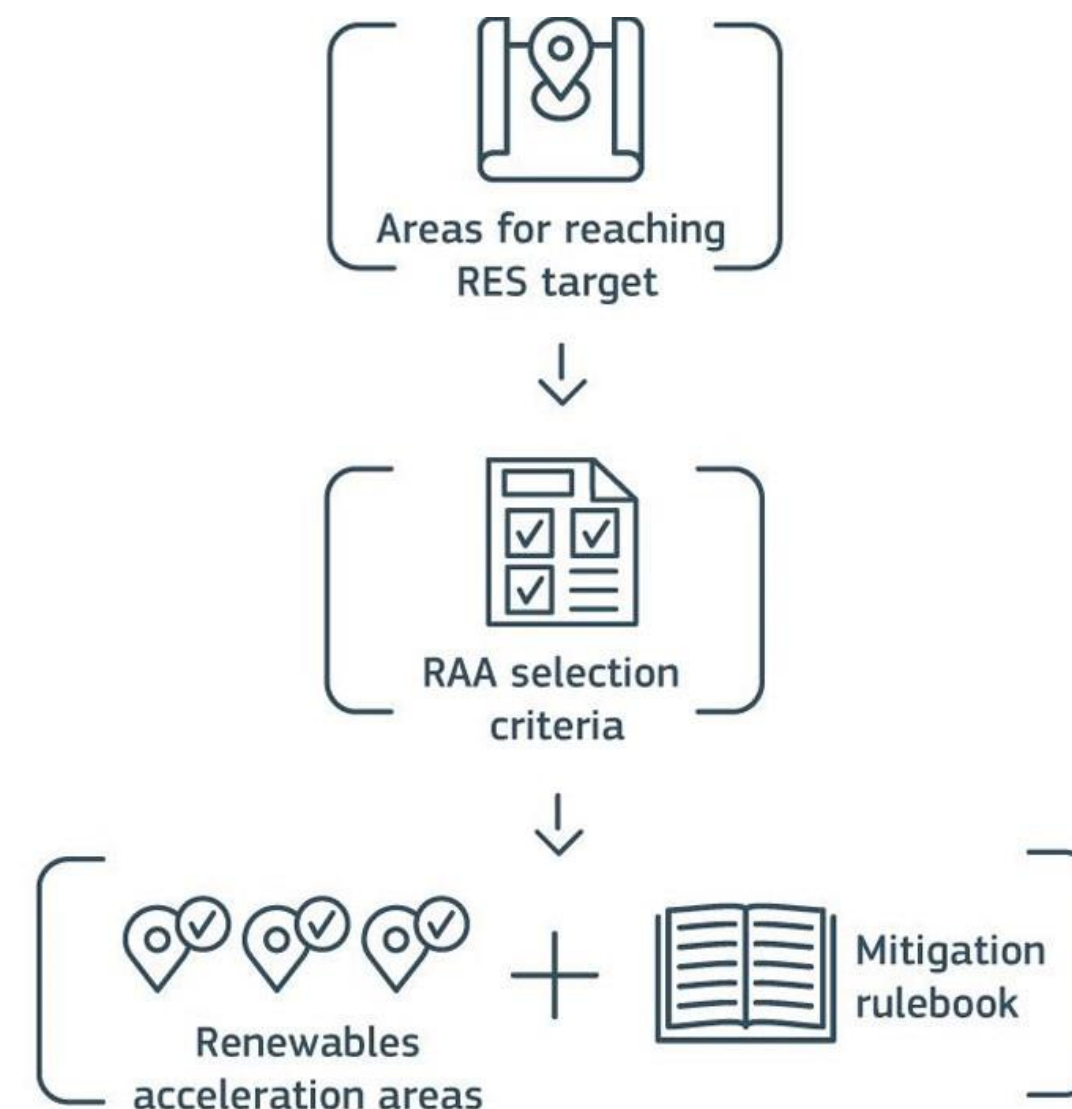 Areas for reaching
RES target
RAA selection
criteria
Mitigation
rulebook
Renewables
acceleration areas